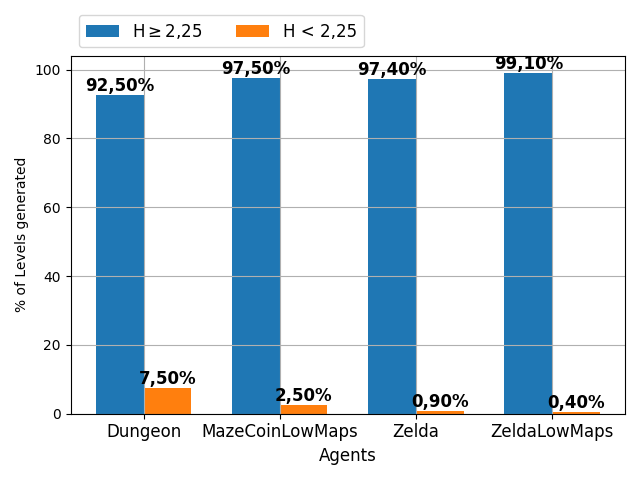 H ≥ 2,25 H < 2,25
100
80
60
40
20
0
% of Levels generated
92,50% 97,50% 97,40% 99,10%
7,50% 2,50% 0,90% 0,40%
Dungeon MazeCoinLowMaps Zelda ZeldaLowMaps
Agents